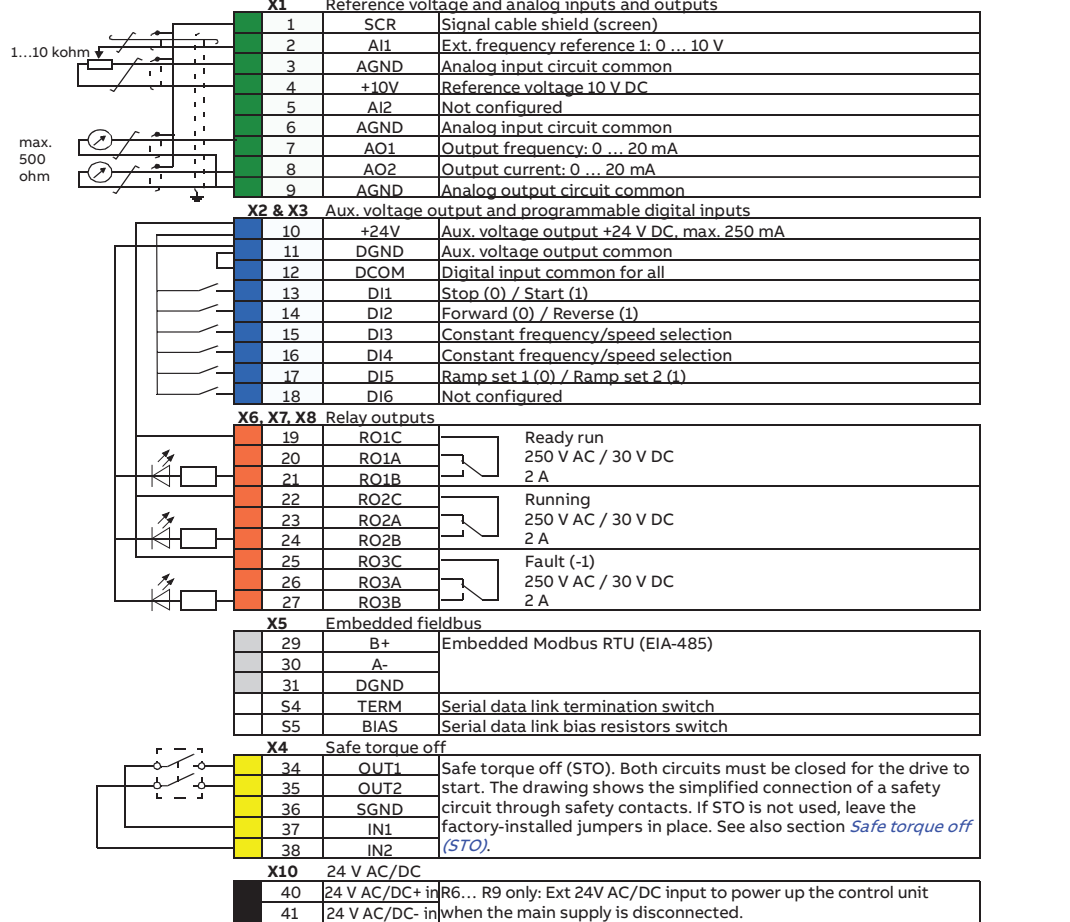 X1 Reference voltage and analog inputs and outputs
1 SCR Signal cable shield (screen)
1…10 kohm
2 AI1 Ext. frequency reference 1: 0 … 10 V
3 AGND Analog input circuit common
4 +10V Reference voltage 10 V DC
5 AI2 Not configured
6 AGND Analog input circuit common
max.
500
ohm
7 AO1 Output frequency: 0 … 20 mA
8 AO2 Output current: 0 … 20 mA
9 AGND Analog output circuit common
X2 & X3 Aux. voltage output and programmable digital inputs
10 +24V Aux. voltage output +24 V DC, max. 250 mA
11 DGND Aux. voltage output common
12 DCOM Digital input common for all
13 DI1 Stop (0) / Start (1)
14 DI2 Forward (0) / Reverse (1)
15 DI3 Constant frequency/speed selection
16 DI4 Constant frequency/speed selection
17 DI5 Ramp set 1 (0) / Ramp set 2 (1)
18 DI6 Not configured
X6, X7, X8 Relay outputs
19 RO1C Ready run
20 RO1A 250 V AC / 30 V DC
21 RO1B 2 A
22 RO2C Running
23 RO2A 250 V AC / 30 V DC
24 RO2B 2 A
25 RO3C Fault (-1)
26 RO3A 250 V AC / 30 V DC
27 RO3B 2 A
X5 Embedded fieldbus
29 B+ Embedded Modbus RTU (EIA-485)
30 A-
31 DGND
S4 TERM Serial data link termination switch
S5 BIAS Serial data link bias resistors switch
X4 Safe torque off
34 OUT1 Safe torque off (STO). Both circuits must be closed for the drive to
35 OUT2 start. The drawing shows the simplified connection of a safety
36 SGND circuit through safety contacts. If STO is not used, leave the
37 IN1 factory-installed jumpers in place. See also section Safe torque off
38 IN2 (STO).
X10 24 V AC/DC
40 24 V AC/DC+ in R6… R9 only: Ext 24V AC/DC input to power up the control unit
41 24 V AC/DC- in when the main supply is disconnected.